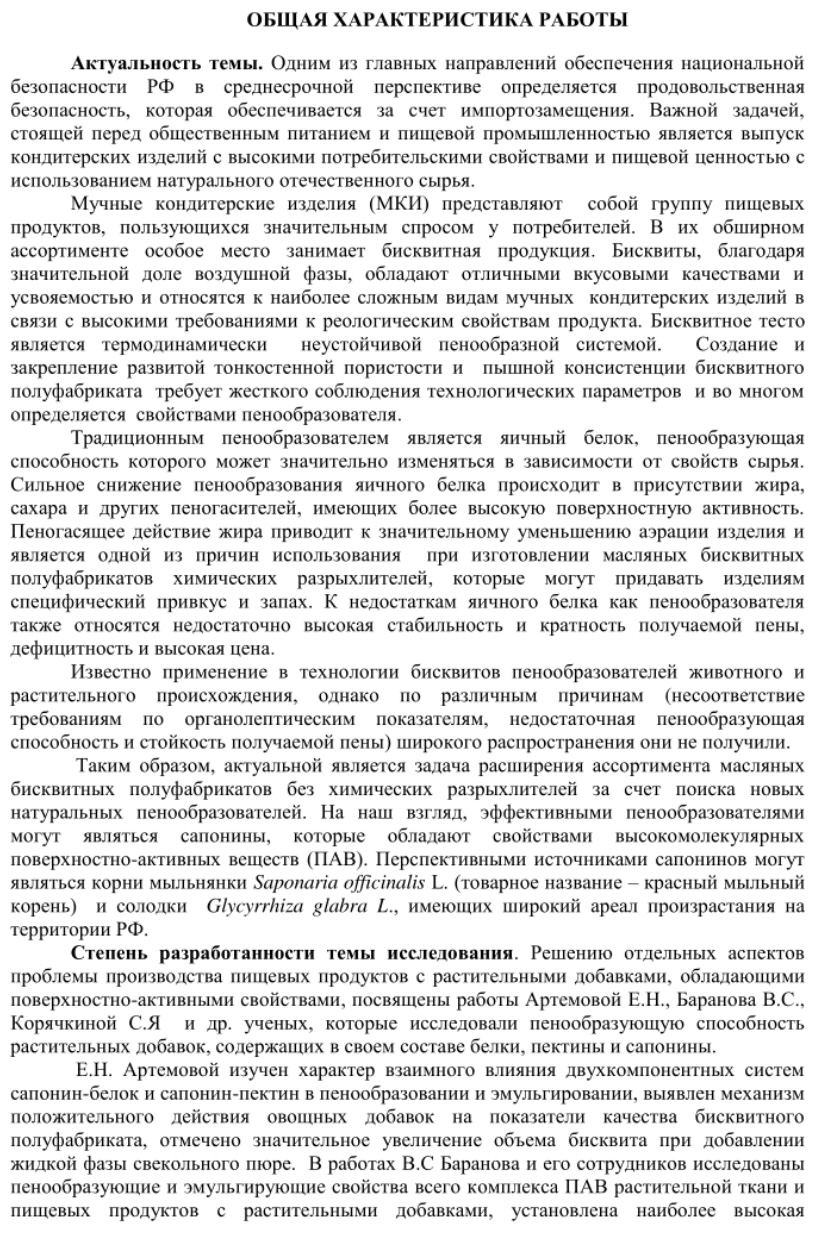 ОБЩАЯ ХАРАКТЕРИСТИКА РАБОТЫ
Актуальность темы. Одним из главных направлений обеспечения национальной
безопасности РФ в среднесрочной перспективе определяется продовольственная
безопасность, которая обеспечивается за счет импортозамещения. Важной задачей,
стоящей перед общественным питанием и пищевой промышленностью является выпуск
кондитерских изделий с высокими потребительскими свойствами и пищевой ценностью с
использованием натурального отечественного сырья.
Мучные кондитерские изделия (МКИ) представляют собой группу пищевых
продуктов, пользующихся значительным спросом у потребителей. В их обширном
ассортименте особое место занимает бисквитная продукция. Бисквиты, благодаря
значительной доле воздушной фазы, обладают отличными вкусовыми качествами и
усвояемостью и относятся к наиболее сложным видам мучных кондитерских изделий в
связи с высокими требованиями к реологическим свойствам продукта. Бисквитное тесто
является термодинамически неустойчивой пенообразной системой. Создание и
закрепление развитой тонкостенной пористости и пышной консистенции бисквитного
полуфабриката требует жесткого соблюдения технологических параметров и во многом
определяется свойствами пенообразователя.
Традиционным пенообразователем является яичный белок, пенообразующая
способность которого может значительно изменяться в зависимости от свойств сырья.
Сильное снижение пенообразования яичного белка происходит в присутствии жира,
сахара и других пеногасителей, имеющих более высокую поверхностную активность.
Пеногасящее действие жира приводит к значительному уменьшению аэрации изделия и
является одной из причин использования при изготовлении масляных бисквитных
полуфабрикатов химических разрыхлителей, которые могут придавать изделиям
специфический привкус и запах. К недостаткам яичного белка как пенообразователя
также относятся недостаточно высокая стабильность и кратность получаемой пены,
дефицитность и высокая цена.
Известно применение в технологии бисквитов пенообразователей животного и
растительного происхождения, однако по различным причинам (несоответствие
требованиям по органолептическим показателям, недостаточная пенообразующая
способность и стойкость получаемой пены) широкого распространения они не получили.
Таким образом, актуальной является задача расширения ассортимента масляных
бисквитных полуфабрикатов без химических разрыхлителей за счет поиска новых
натуральных пенообразователей. На наш взгляд, эффективными пенообразователями
могут являться сапонины, которые обладают свойствами высокомолекулярных
поверхностно-активных веществ (ПАВ). Перспективными источниками сапонинов могут
являться корни мыльнянки Saponaria officinalis L. (товарное название – красный мыльный
корень) и солодки Glycyrrhiza glabra L., имеющих широкий ареал произрастания на
территории РФ.
Степень разработанности темы исследования. Решению отдельных аспектов
проблемы производства пищевых продуктов с растительными добавками, обладающими
поверхностно-активными свойствами, посвящены работы Артемовой Е.Н., Баранова В.С.,
Корячкиной С.Я и др. ученых, которые исследовали пенообразующую способность
растительных добавок, содержащих в своем составе белки, пектины и сапонины.
Е.Н. Артемовой изучен характер взаимного влияния двухкомпонентных систем
сапонин-белок и сапонин-пектин в пенообразовании и эмульгировании, выявлен механизм
положительного действия овощных добавок на показатели качества бисквитного
полуфабриката, отмечено значительное увеличение объема бисквита при добавлении
жидкой фазы свекольного пюре. В работах В.С Баранова и его сотрудников исследованы
пенообразующие и эмульгирующие свойства всего комплекса ПАВ растительной ткани и
пищевых продуктов с растительными добавками, установлена наиболее высокая